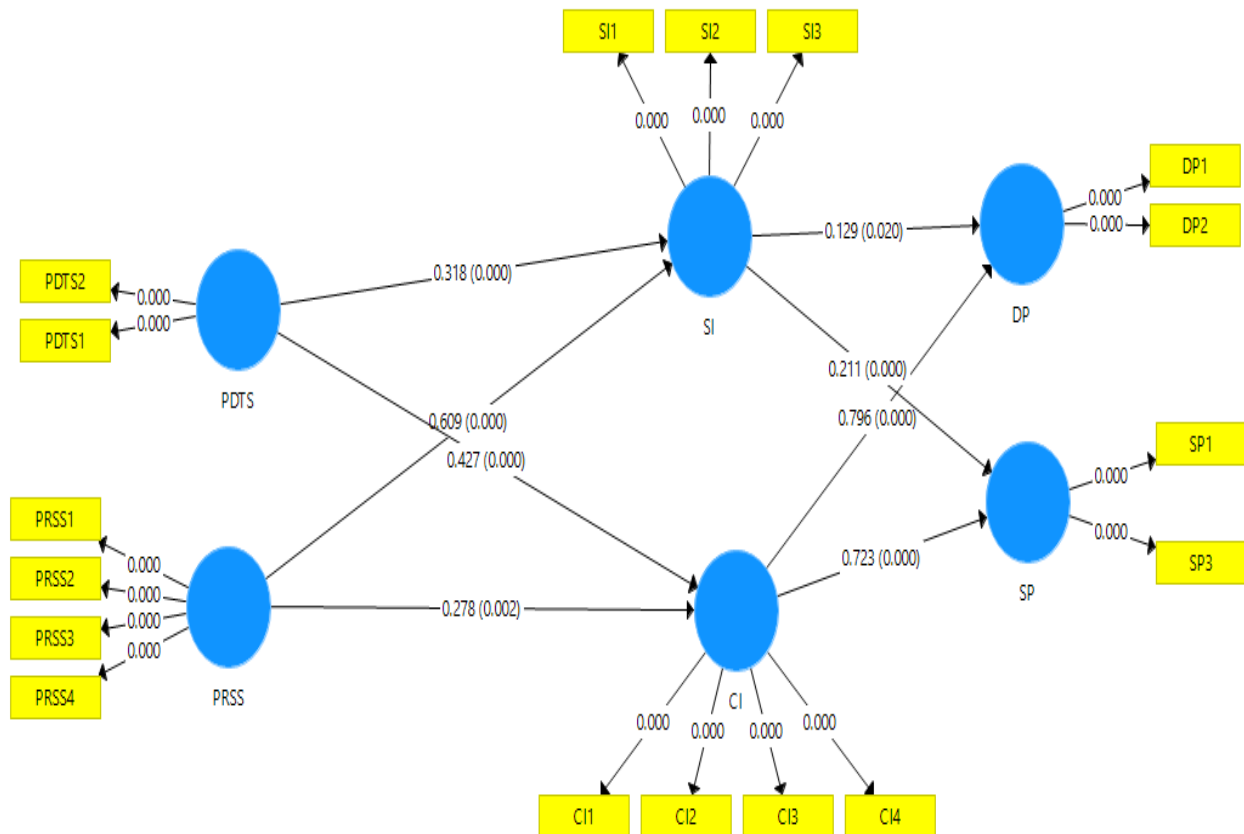 SI1 SI2 SI3
0.000 0.000 0.000
DP1
0.000
0.000 DP2
0.129 (0.020)
PDTS2
0.000
0.318 (0.000)
SI
DP
0.000
PDTS1
PDTS
0.211 (0.000)
0.796 (0.000)
0.609 (0.000)
0.427 (0.000)
SP1
0.000
PRSS1
0.000
0.000
SP3
0.723 (0.000)
PRSS2
0.000
SP
PRSS3
0.000
0.278 (0.002)
0.000
PRSS4
PRSS
CI
0.000 0.000 0.000 0.000
CI1 CI2 CI3 CI4